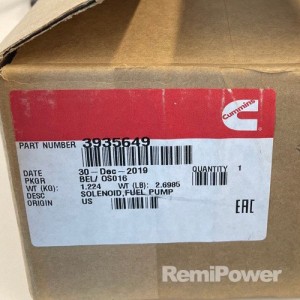 Cummins
PART NUMBER 3935649
DATE 30-Dec-2019 QUANTITY 1
PKGR BEL/ OS016
WT (KG): 1.224 WT (LB): 2.6985
DESC SOLENOID,FUEL PUMP
ORIGIN US
EAC
RemiPower